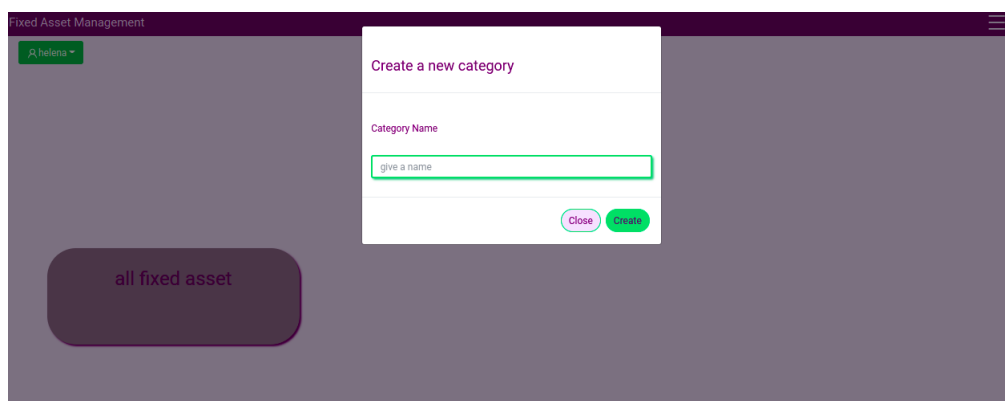 Fixed Asset Management
helena
Create a new category
Category Name
give a name
Close Create
all fixed asset